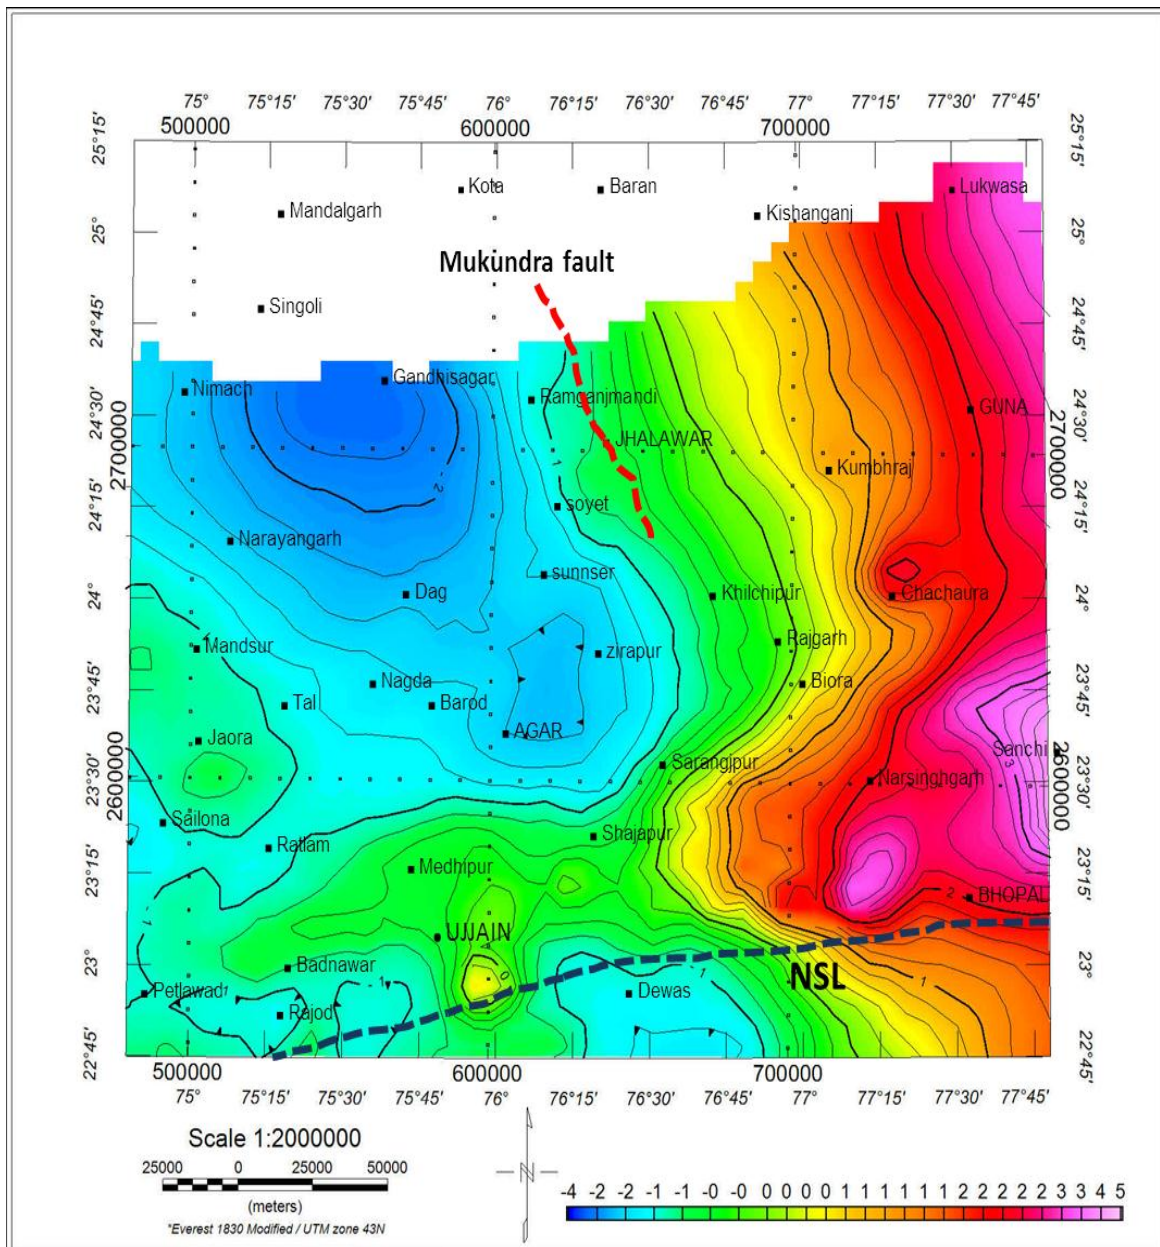 75° 75°15' 75°30' 75°45' 76° 76°15' 76°30' 76°45' 77° 77°15' 77°30' 77°45'
500000 600000 700000
25°15' 25°15'
Kota Baran Lukwasa
Mandalgarh Kishanganj
25° 25°
Mukundra fault
Singoli
24°45' 24°45'
Nimach Gandhisagar Ramganjmandi GUNA
24°30' 24°30'
2700000 JHALAWAR Kumbhraj 2700000
-2 -1
24°15' soyet 24°15'
Narayangarh sunnser
24° Dag Khilchipur Chachaura 24°
-1
Mandsur zirapur Rajgarh
23°45' Nagda Biora 23°45'
Tal Barod
Jaora AGAR Sanchi
2600000 2600000
23°30' Sarangjpur Narsinghgarh 3 23°30'
Sailona Shajapur
Ratlam
23°15' Medhipur 23°15'
2 BHOPAL
-1 UJJAIN
23° Badnawar 0 NSL 1 23°
Petlawad -1 -1 Dewas
Rajod
22°45' 22°45'
500000 600000 700000
75° 75°15' 75°30' 75°45' 76° 76°15' 76°30' 76°45' 77° 77°15' 77°30' 77°45'
Scale 1:2000000
25000 0 25000 50000
(meters)
*Everest 1830 Modified / UTM zone 43N
N
-4 -2 -1 -1 -0 -0 0 0 0 1 1 1 1 2 2 2 3 4 5